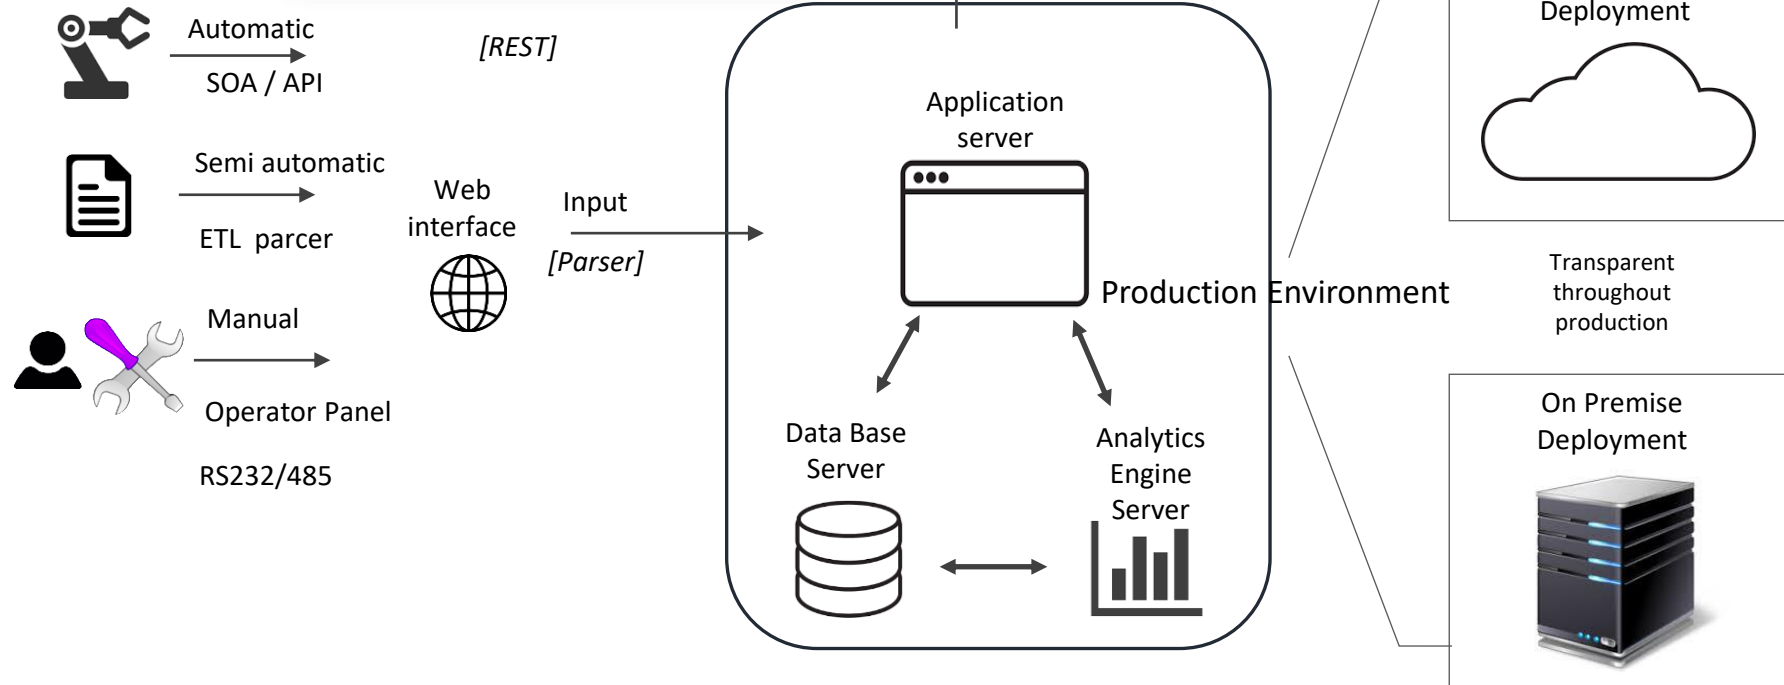 Automatic
SOA / API
[REST]
Semi automatic
ETL parcer
Web
interface
Input
[Parser]
Manual
Operator Panel
RS232/485
Application
server
Production Environment
Data Base
Server
Analytics
Engine
Server
Deployment
Transparent
throughout
production
On Premise
Deployment